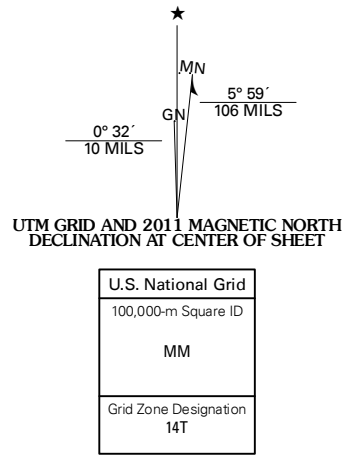 ★
MN
GN
5° 59´
106 MILS
0° 32´
10 MILS
UTM GRID AND 2011 MAGNETIC NORTH
DECLINATION AT CENTER OF SHEET
U.S. National Grid
100,000-m Square ID
MM
Grid Zone Designation
14T